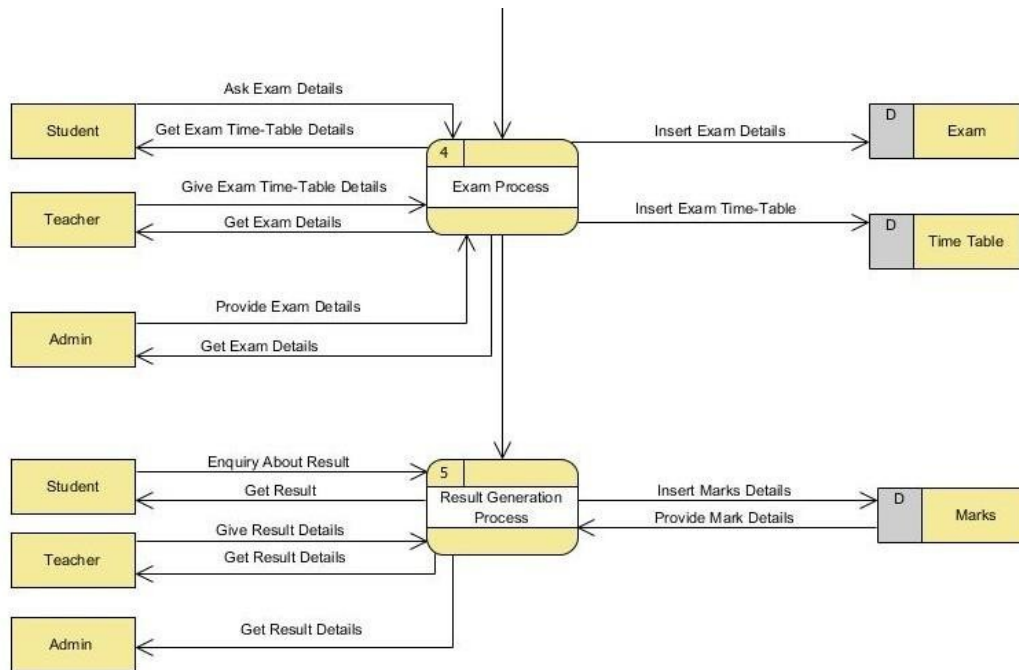 Ask Exam Details
Student
Get Exam Time-Table Details
Insert Exam Details
D
Exam
4
Exam Process
Give Exam Time-Table Details
Teacher
Get Exam Details
Insert Exam Time-Table
D
Time Table
Provide Exam Details
Admin
Get Exam Details
Enquiry About Result
Student
Get Result
5
Result Generation
Process
Insert Marks Details
Provide Mark Details
D
Marks
Give Result Details
Teacher
Get Result Details
Get Result Details
Admin